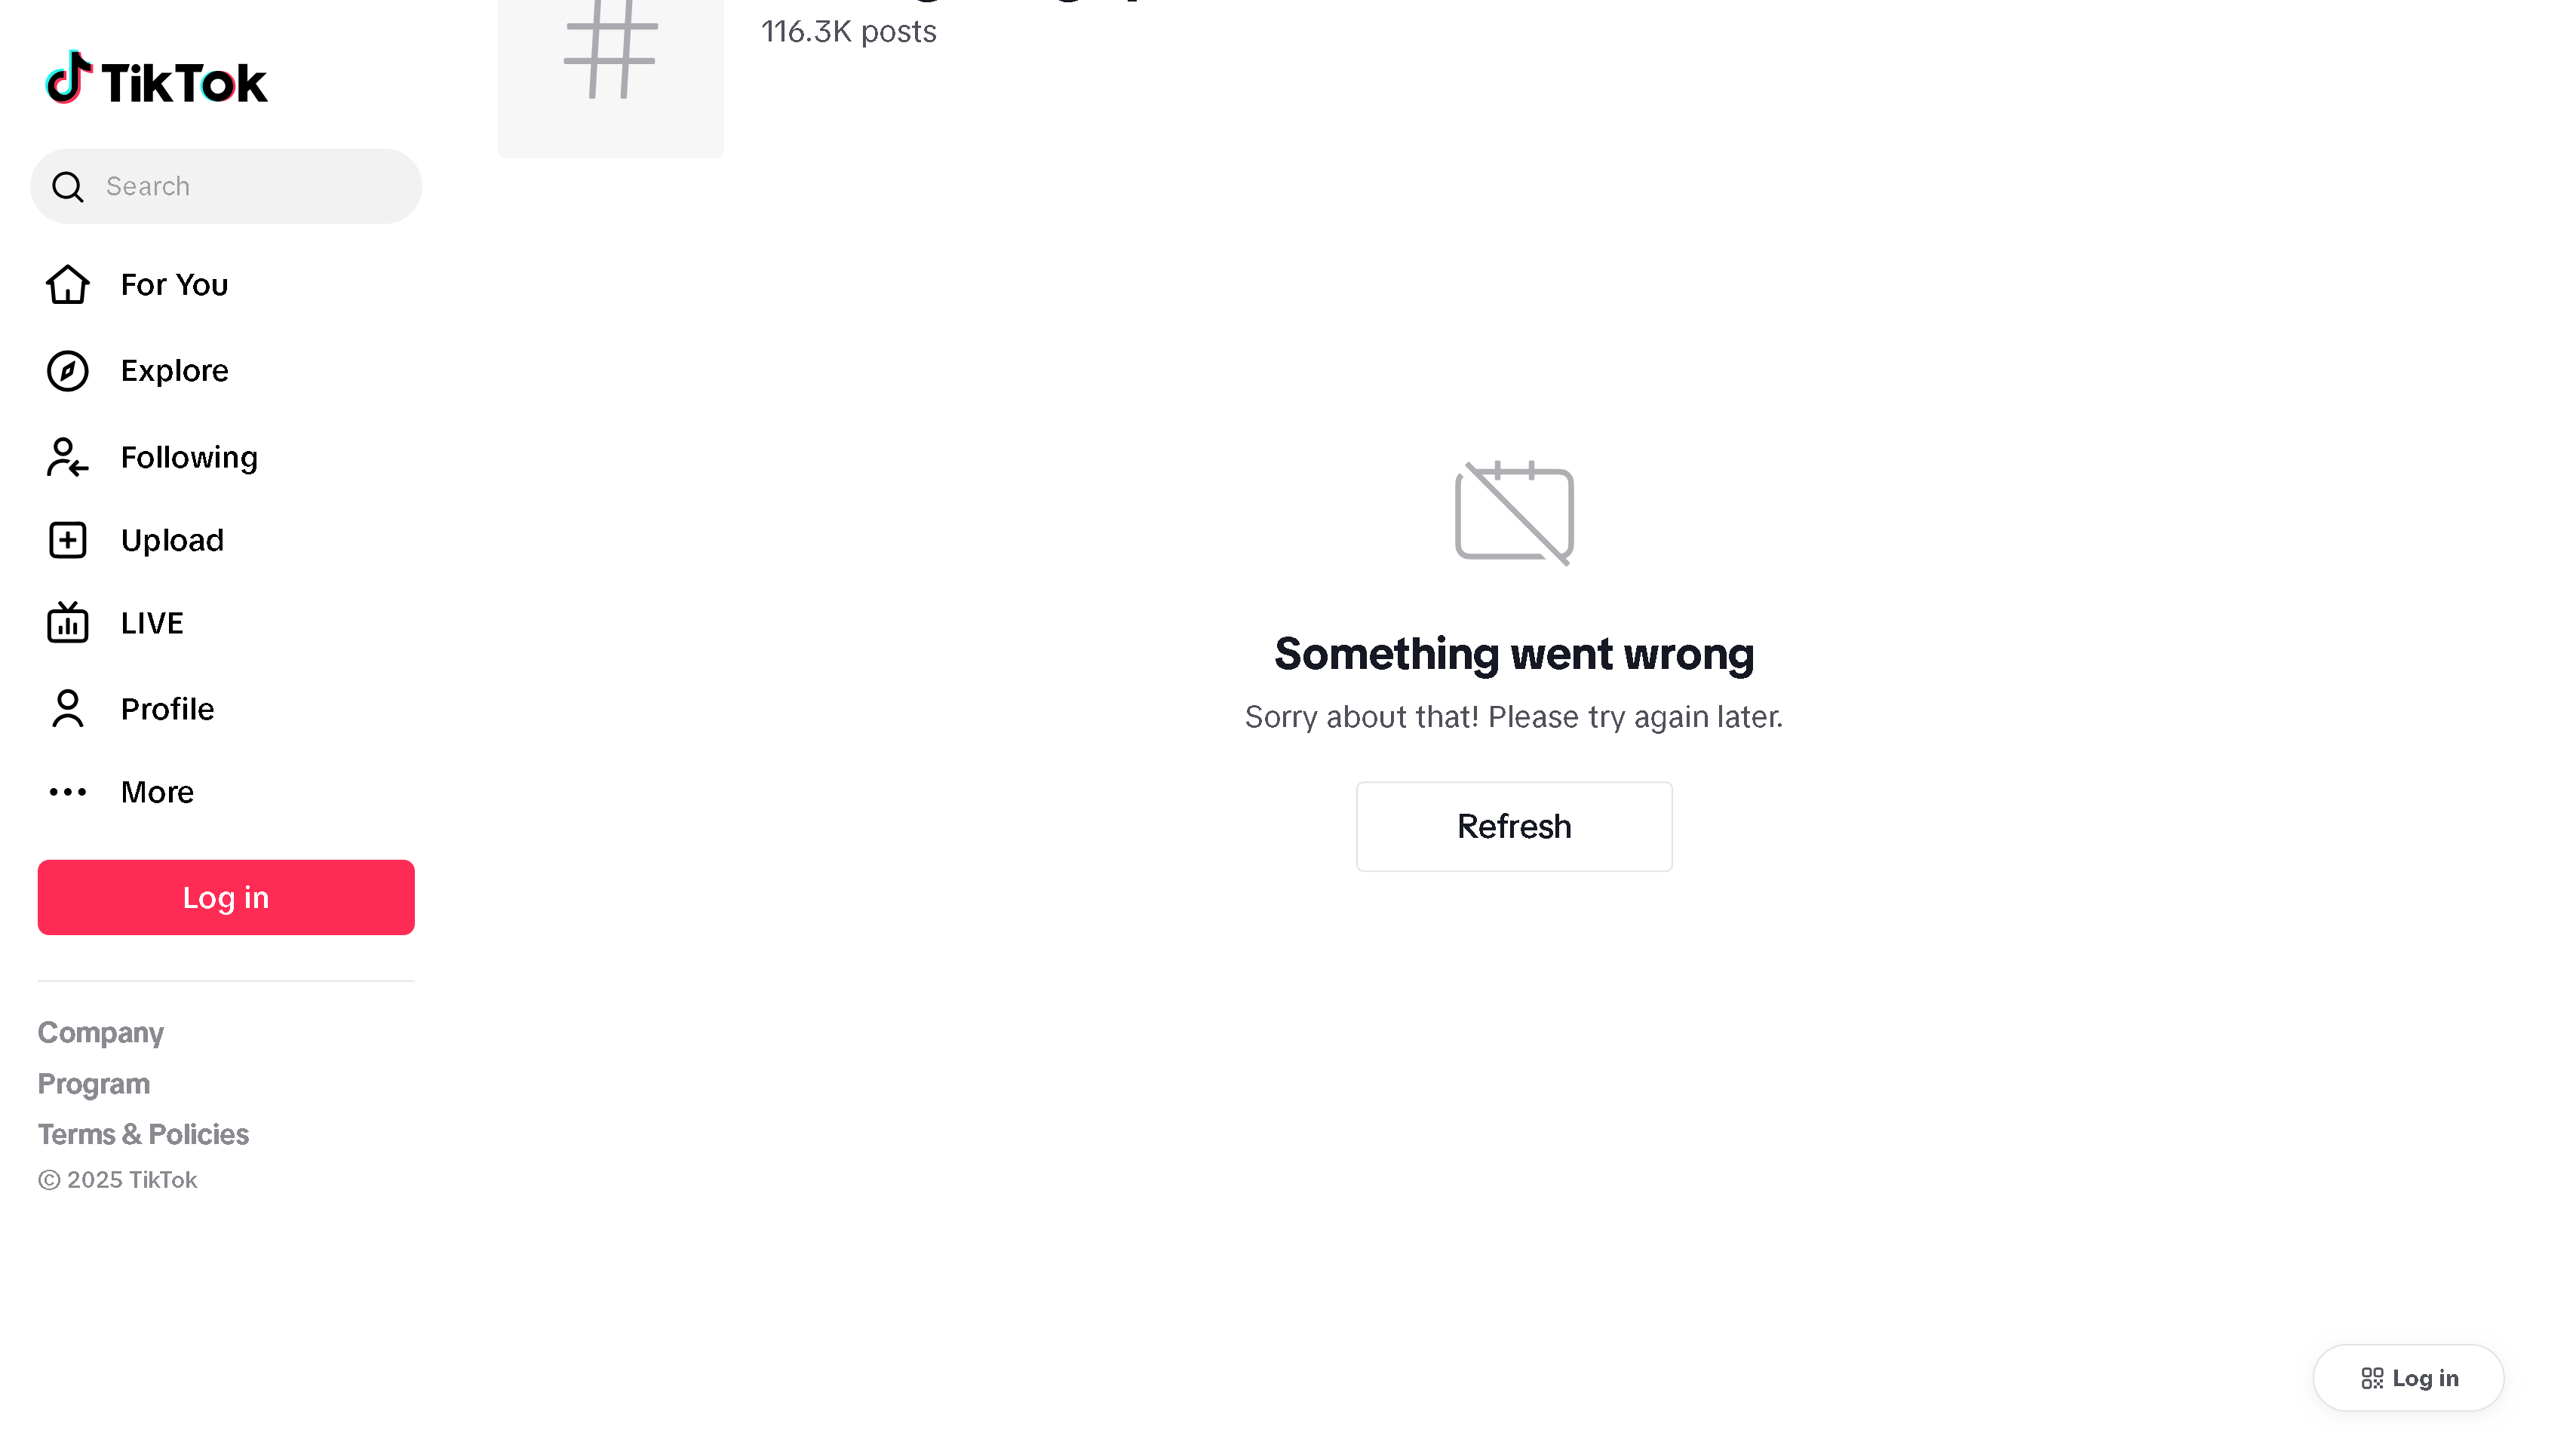 116.3K posts
TikTok
Search
For You
Explore
Following
Upload
LIVE
Profile
More
Log in
Company
Program
Terms & Policies
© 2025 TikTok
Something went wrong
Sorry about that! Please try again later.
Refresh
Log in